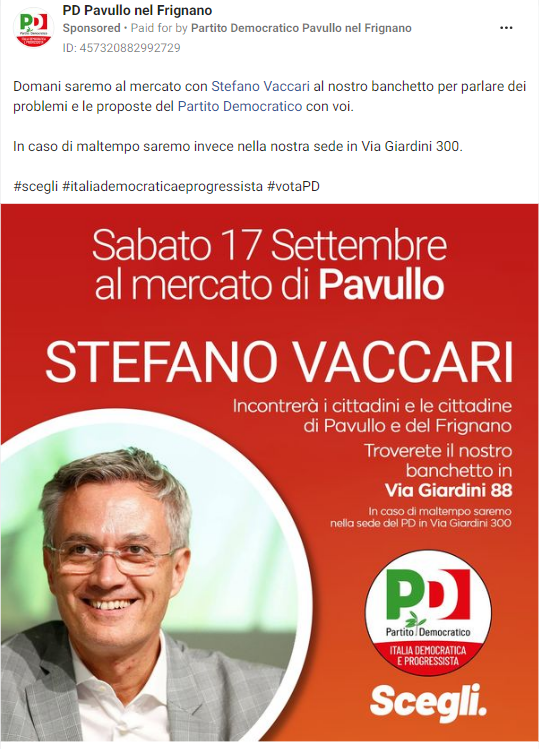 PD Pavullo nel Frignano
Sponsored • Paid for by Partito Democratico Pavullo nel Frignano
ID: 457320882992729
Domani saremo al mercato con Stefano Vaccari al nostro banchetto per parlare dei
problemi e le proposte del Partito Democratico con voi.
In caso di maltempo saremo invece nella nostra sede in Via Giardini 300.
#scegli #italiademocraticaeprogressista #votaPD
Sabato 17 Settembre
al mercato di Pavullo
STEFANO VACCARI
Incontrerà i cittadini e le cittadine
di Pavullo e del Frignano
Troverete il nostro
banchetto in
Via Giardini 88
In caso di maltempo saremo
nella sede del PD in Via Giardini 300
PD
Partito Democratico
ITALIA DEMOCRATICA
E PROGRESSISTA
Scegli.